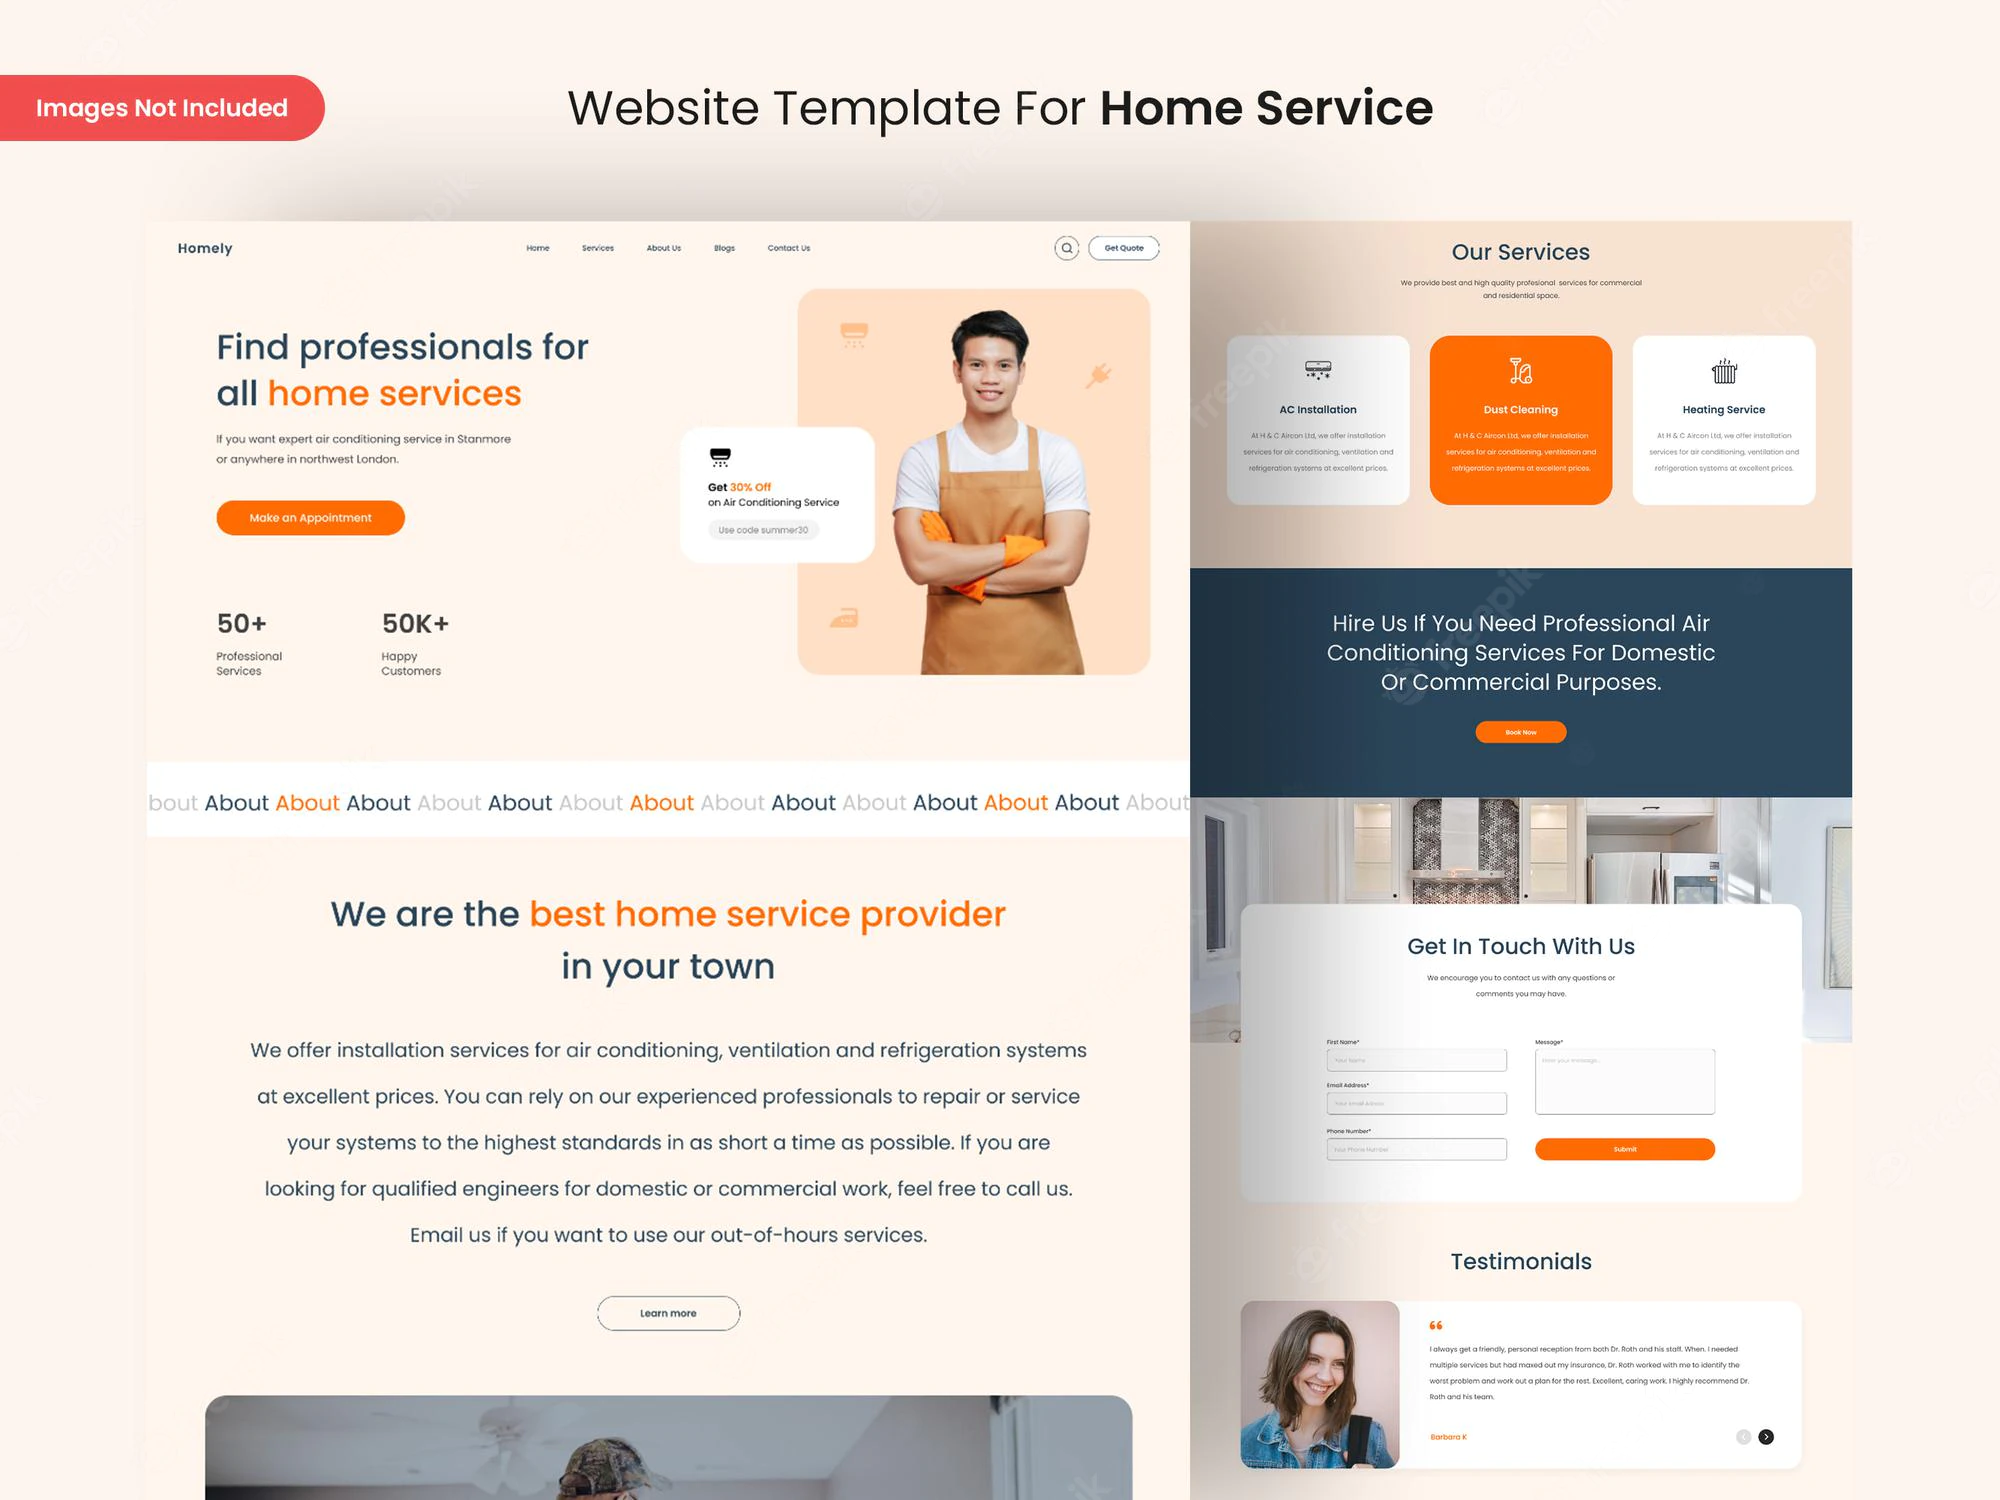 Images Not Included
Website Template For Home Service
Homely
Home
Services
About Us
Blogs
Contact Us
Get Quote
Find professionals for
all home services
If you want expert air conditioning service in Stanmore
or anywhere in northwest London.
Make an Appointment
50+
Professional
Services
50K+
Happy
Customers
Get 30% Off
on Air Conditioning Service
Use code summer30
bout About About About About About About About About About About About About About About
We are the best home service provider
in your town
We offer installation services for air conditioning, ventilation and refrigeration systems
at excellent prices. You can rely on our experienced professionals to repair or service
your systems to the highest standards in as short a time as possible. If you are
looking for qualified engineers for domestic or commercial work, feel free to call us.
Email us if you want to use our out-of-hours services.
Learn more
Our Services
We provide best and high quality profesional services for commercial
and residential space.
AC Installation
At H & C Aircon Ltd, we offer installation
services for air conditioning, ventilation and
refrigeration systems at excellent prices.
Dust Cleaning
At H & C Aircon Ltd, we offer installation
services for air conditioning, ventilation and
refrigeration systems at excellent prices.
Heating Service
At H & C Aircon Ltd, we offer installation
services for air conditioning, ventilation and
refrigeration systems at excellent prices.
Hire Us If You Need Professional Air
Conditioning Services For Domestic
Or Commercial Purposes.
Book Now
Get In Touch With Us
We encourage you to contact us with any questions or
comments you may have.
First Name*
Your Name
Email Address*
Your Email Adress
Phone Number*
Your Phone Number
Message*
Enter your message...
Submit
Testimonials
I always get a friendly, personal reception from both Dr. Roth and his staff. When. I needed
multiple services but had maxed out my insurance, Dr. Roth worked with me to identify the
worst problem and work out a plan for the rest. Excellent, caring work. I highly recommend Dr.
Roth and his team.
Barbara K
freepik